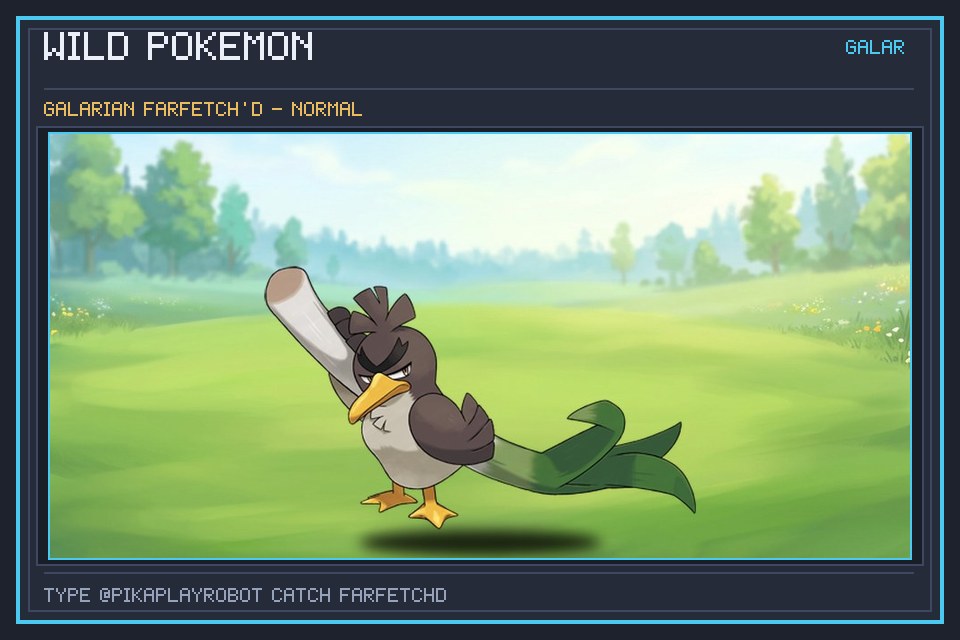 WILD POKEMON
GALAR
GALARIAN FARFETCH'D - NORMAL
TYPE @PIKAPLAYROBOT CATCH FARFETCHD